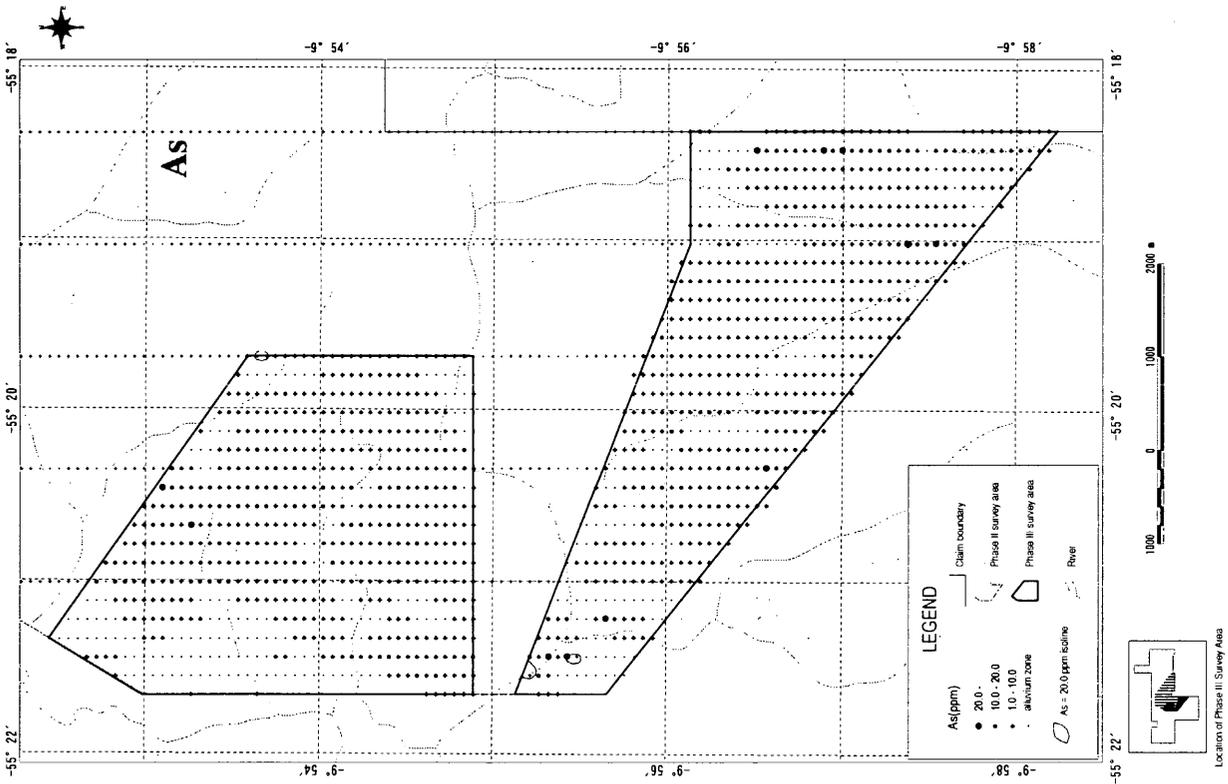 As
-55° 18′
-55° 20′
-55° 22′
-9° 54′
-9° 56′
-9° 58′
-55° 18′
-55° 20′
-55° 22′
-9° 54′
-9° 56′
-9° 58′
LEGEND
As(ppm)
20.0 -
10.0 - 20.0
1.0 - 10.0
alluvium zone
As = 20.0 ppm isoline
Claim boundary
Phase II survey area
Phase III survey area
River
1000 0 1000 2000 m
Location of Phase III Survey Area